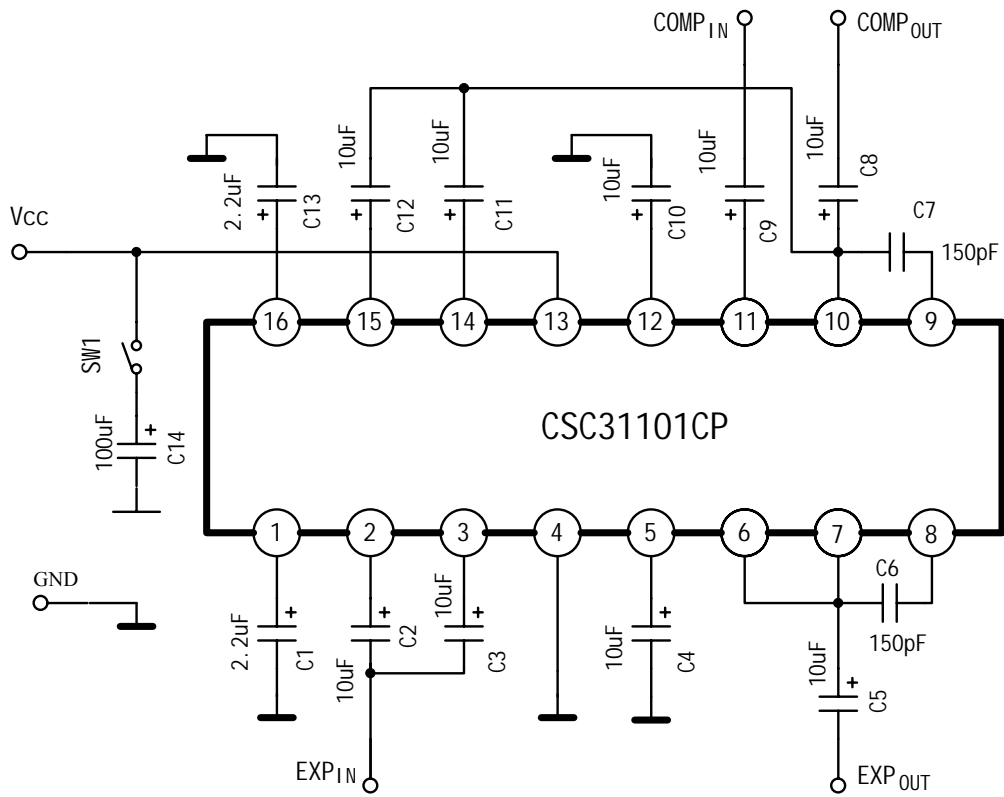 COMP IN
COMP OUT
10uF
10uF
10uF
10uF
10uF
2.2uF
C13
C12
C11
C10
C9
C8
C7
150pF
Vcc
+
+
+
+
+
+
16
15
14
13
12
11
10
9
SW1
CSC31101CP
100uF
+
C14
1
2
3
4
5
6
7
8
GND
2.2uF
+
C1
+
C2
10uF
10uF
+
C3
10uF
+
C4
C6
150pF
10uF
+
C5
EXP IN
EXP OUT